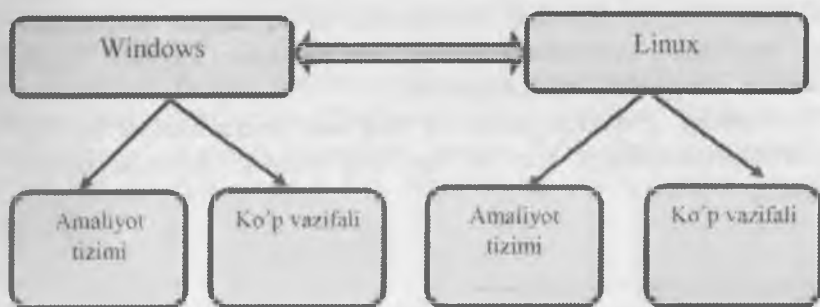 Windows
Linux
Amaliyot
tizimi
Ko'p vazifali
Amaliyot
tizimi
Ko'p vazifali